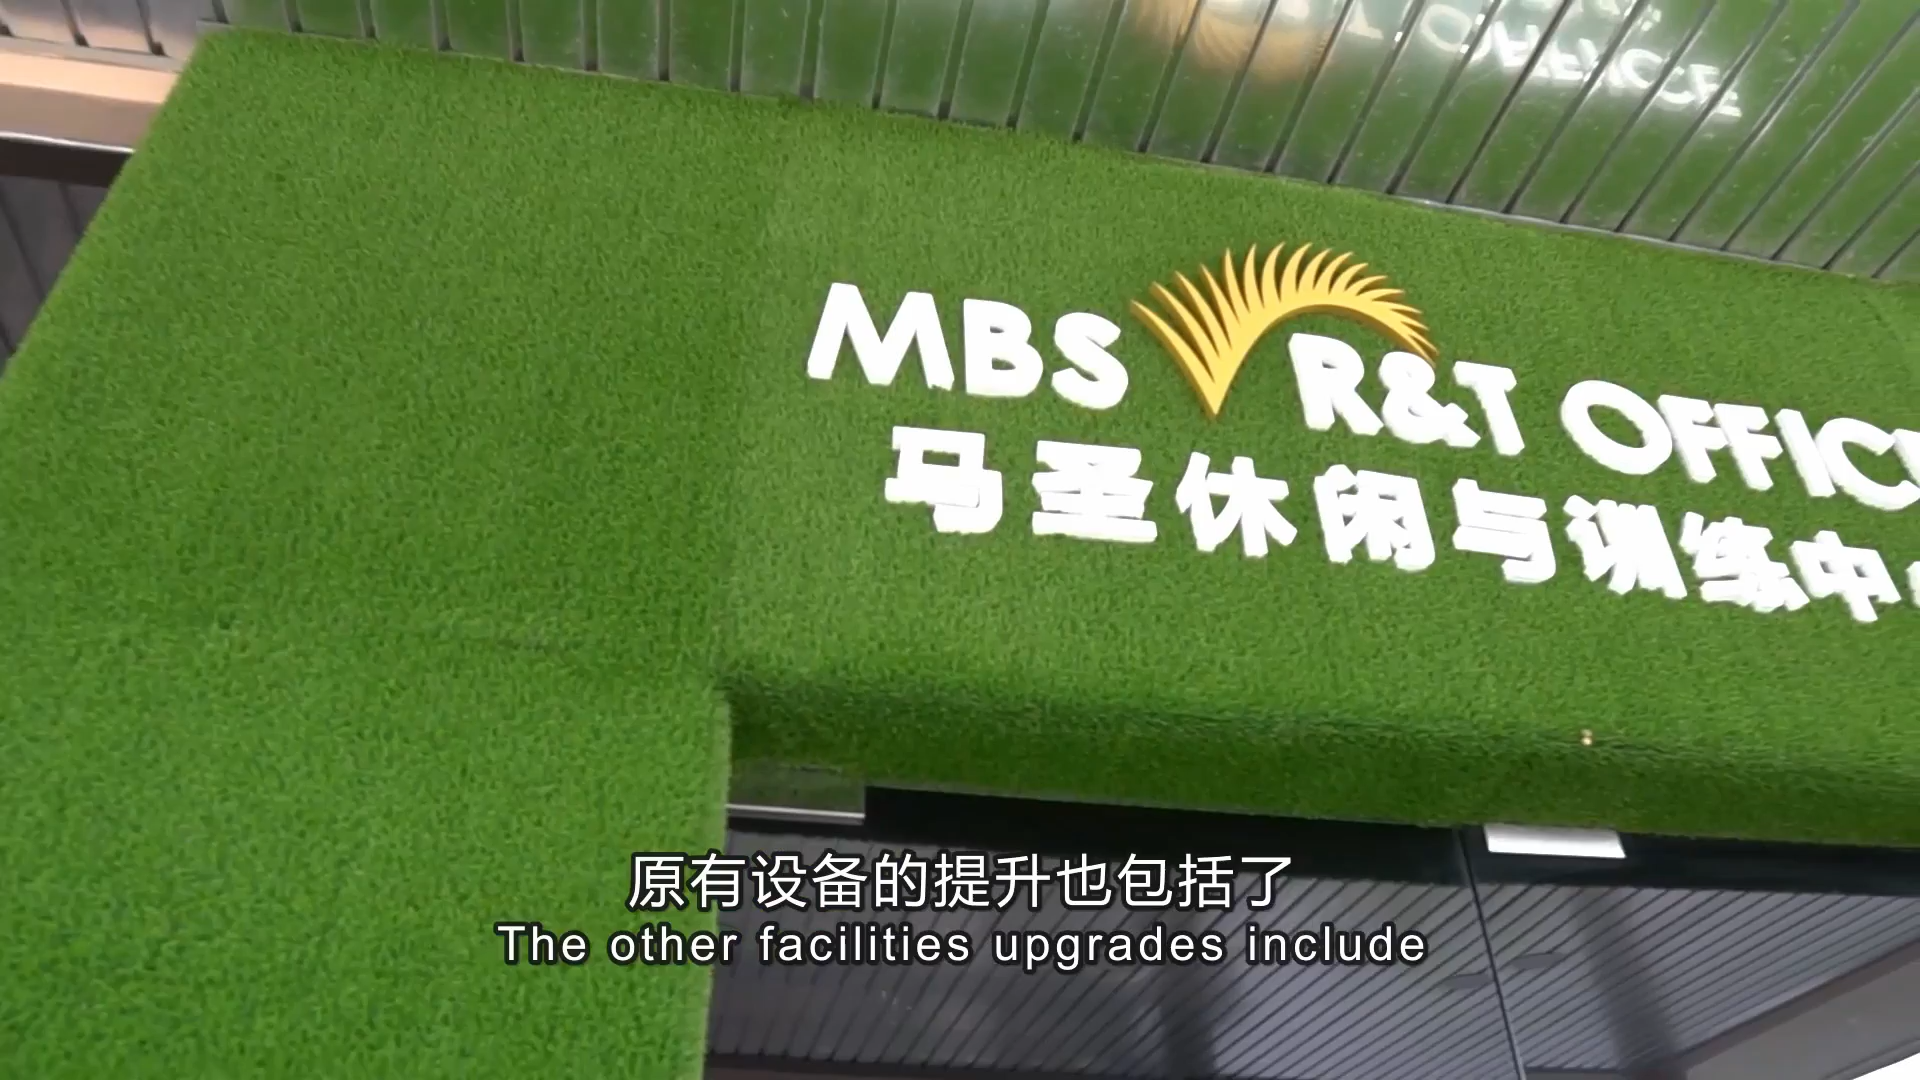 MBS R&T OFFICE
马圣休闲与训练中
原有设备的提升也包括了
The other facilities upgrades include